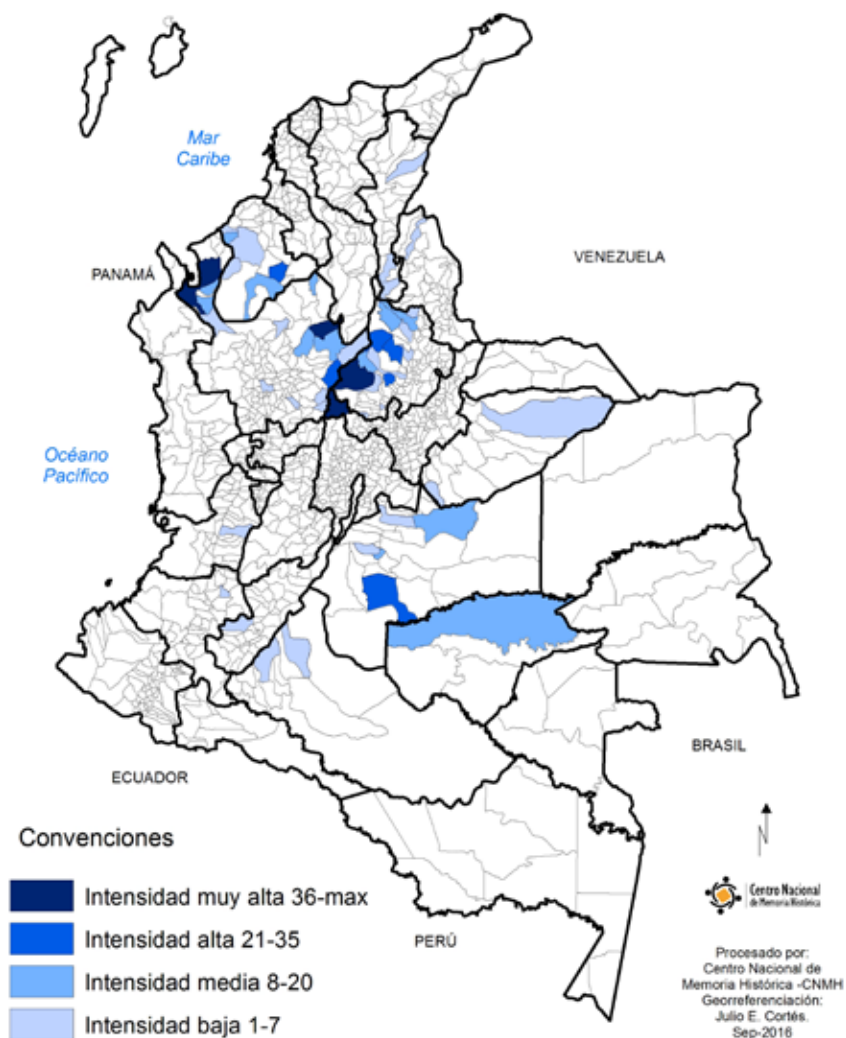 Mar
Caribe
PANAMÁ
VENEZUELA
Océano
Pacífico
BRASIL
ECUADOR
N
Convenciones
Intensidad muy alta 36-max
Intensidad alta 21-35
Intensidad media 8-20
Intensidad baja 1-7
PERÚ
Centro Nacional
de Memoria Histórica
Procesado por:
Centro Nacional de
Memoria Histórica -CNMH
Georreferenciación:
Julio E. Cortés.
Sep-2016